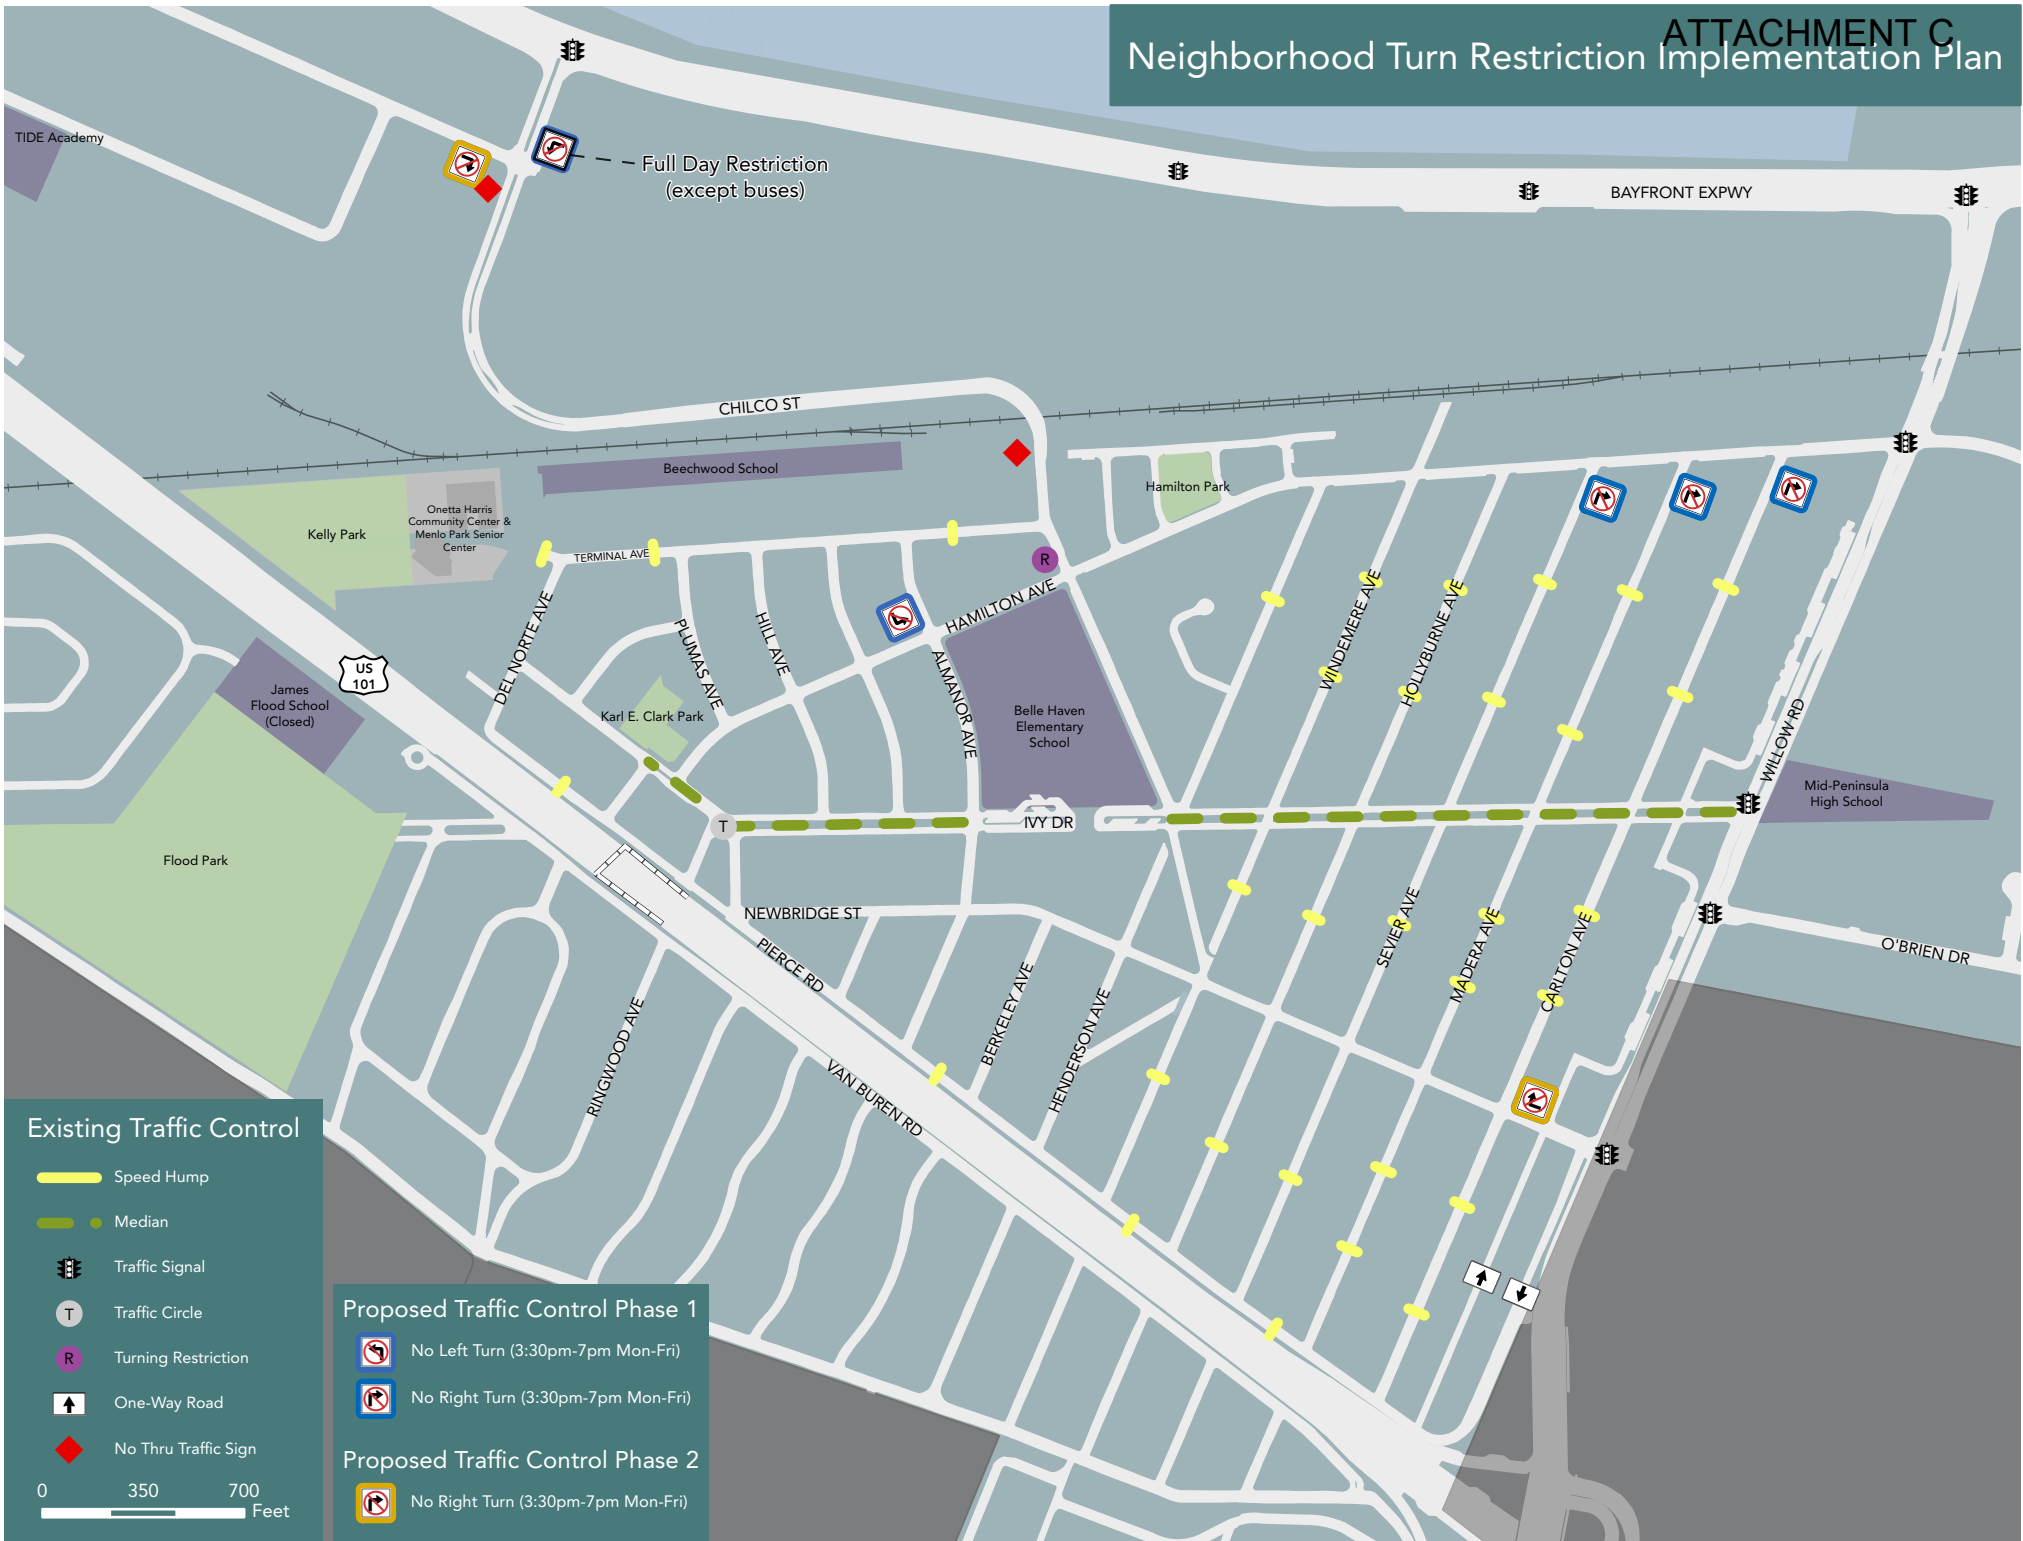 ATTACHMENT C
Neighborhood Turn Restriction Implementation Plan
TIDE Academy
Full Day Restriction
(except buses)
BAYFRONT EXPWY
CHILCO ST
Beechwood School
Hamilton Park
Onetta Harris
Community Center &
Menlo Park Senior
Center
Kelly Park
TERMINAL AVE
R
HAMILTON AVE
DEL NORTE AVE
PLUMAS AVE
HILL AVE
ALMANOR AVE
WINDEMERE AVE
HOLLYBURNE AVE
US
101
James
Flood School
(Closed)
Karl E. Clark Park
Belle Haven
Elementary
School
WILLOW RD
Mid-Peninsula
High School
T
IVY DR
Flood Park
NEWBRIDGE ST
PIERCE RD
SEVIER AVE
MADERA AVE
CARLTON AVE
O'BRIEN DR
RINGWOOD AVE
BERKELEY AVE
HENDERSON AVE
VAN BUREN RD
Existing Traffic Control
Speed Hump
Median
Traffic Signal
T
Traffic Circle
R
Turning Restriction
One-Way Road
No Thru Traffic Sign
0 350 700
Feet
Proposed Traffic Control Phase 1
No Left Turn (3:30pm-7pm Mon-Fri)
No Right Turn (3:30pm-7pm Mon-Fri)
Proposed Traffic Control Phase 2
No Right Turn (3:30pm-7pm Mon-Fri)